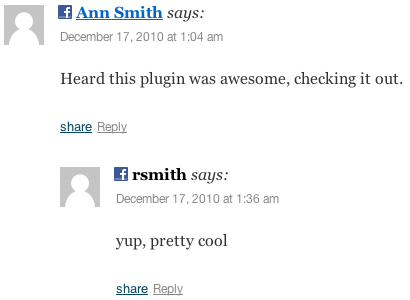 Ann Smith says:
December 17, 2010 at 1:04 am
Heard this plugin was awesome, checking it out.
share Reply
rsmith says:
December 17, 2010 at 1:36 am
yup, pretty cool
share Reply